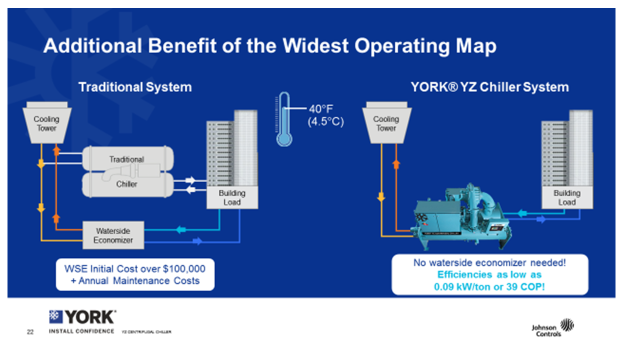 Additional Benefit of the Widest Operating Map
Traditional System
Cooling
Tower
Traditional
Chiller
Building
Load
Waterside
Economizer
WSE Initial Cost over $100,000
+ Annual Maintenance Costs
40°F
(4.5°C)
YORK® YZ Chiller System
Cooling
Tower
Building
Load
No waterside economizer needed!
Efficiencies as low as
0.09 kW/ton or 39 COP!
22
YORK®
INSTALL CONFIDENCE
YZ CENTRIFUGAL CHILLER
Johnson
Controls